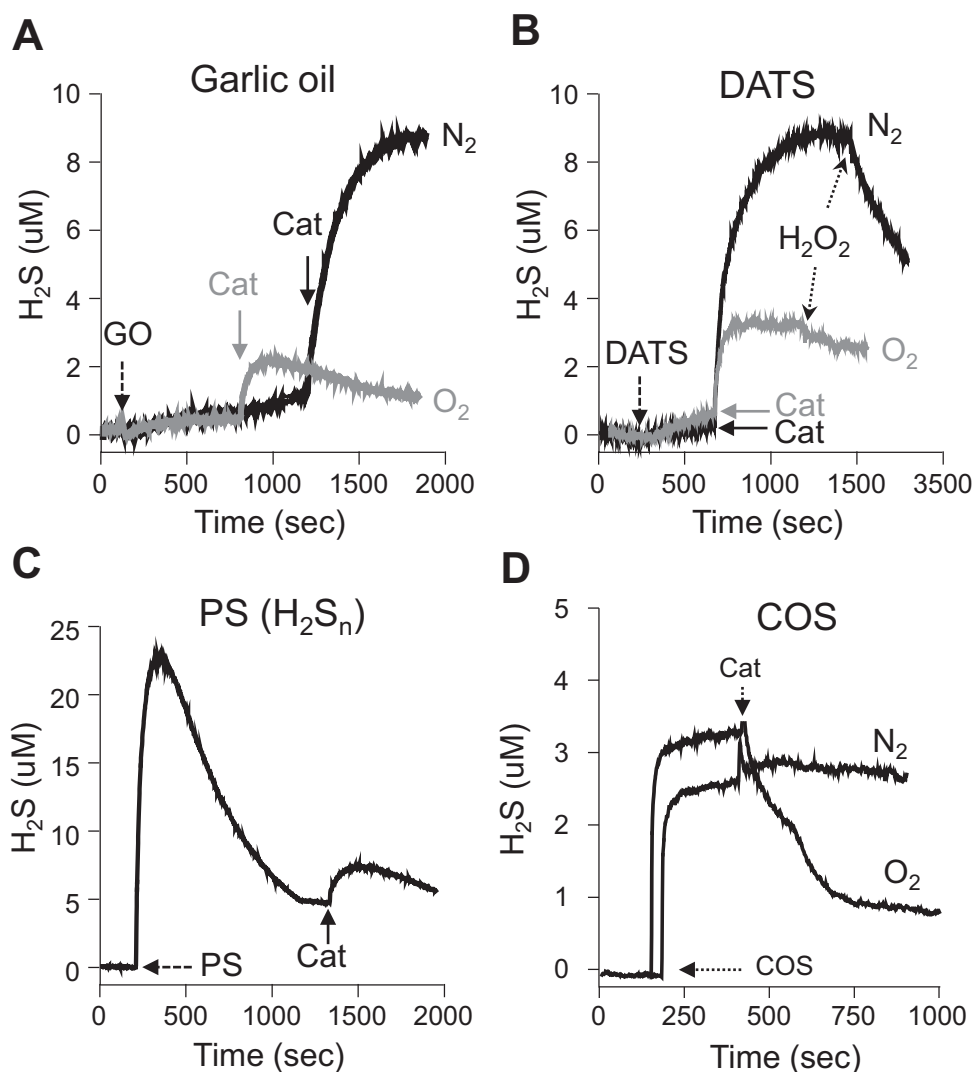 A
Garlic oil
10
8
6
4
2
0
H₂S (uM)
GO
Cat
Cat
N₂
O₂
0
500
1000
1500
2000
Time (sec)
B
DATS
10
8
6
4
2
0
H₂S (uM)
DATS
N₂
H₂O₂
O₂
Cat
Cat
0
500
1000
1500
3500
Time (sec)
C
PS (H₂Sₙ)
25
20
15
10
5
0
H₂S (uM)
PS
Cat
0
500
1000
1500
2000
Time (sec)
D
COS
5
4
3
2
1
0
H₂S (uM)
Cat
N₂
O₂
COS
0
250
500
750
1000
Time (sec)